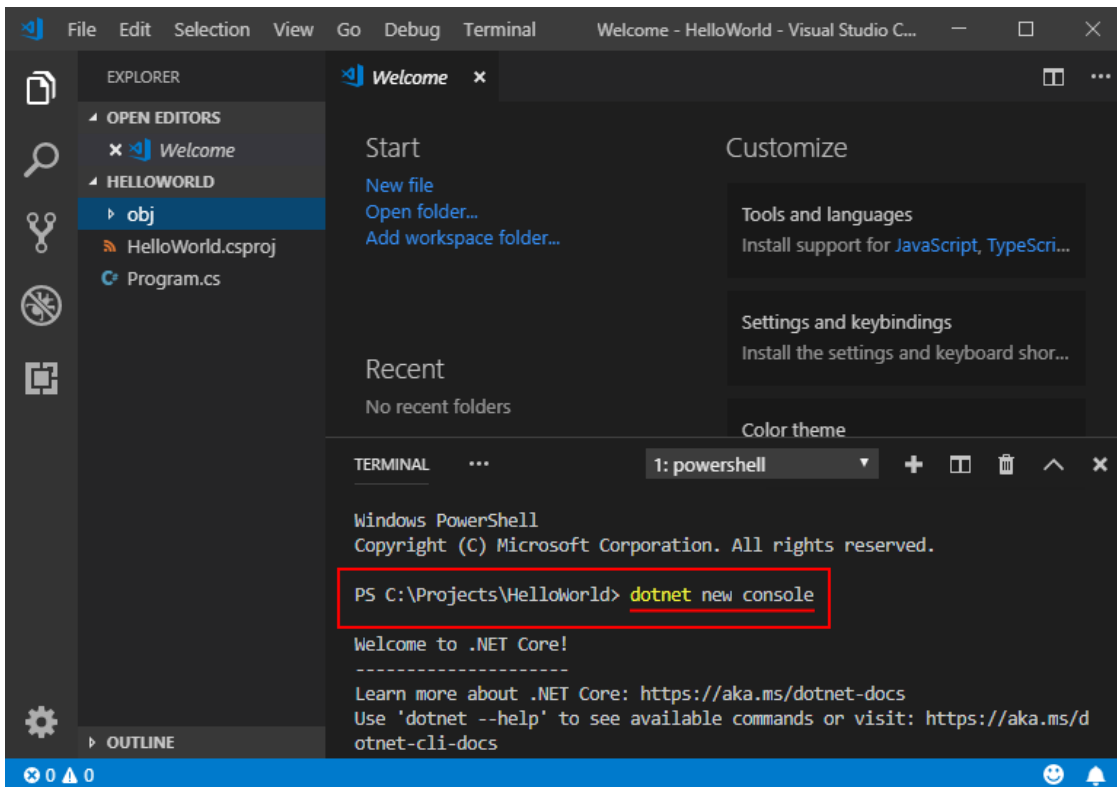 File Edit Selection View Go Debug Terminal Welcome - HelloWorld - Visual Studio C...
EXPLORER
OPEN EDITORS
Welcome
HELLOWORLD
obj
HelloWorld.csproj
Program.cs
OUTLINE
Welcome
Start
New file
Open folder...
Add workspace folder...
Recent
No recent folders
Customize
Tools and languages
Install support for JavaScript, TypeScri...
Settings and keybindings
Install the settings and keyboard shor...
Color theme
TERMINAL ... 1: powershell
Windows PowerShell
Copyright (C) Microsoft Corporation. All rights reserved.
PS C:\Projects\HelloWorld> dotnet new console
Welcome to .NET Core!
---------------------
Learn more about .NET Core: https://aka.ms/dotnet-docs
Use 'dotnet --help' to see available commands or visit: https://aka.ms/d
otnet-cli-docs
0 0